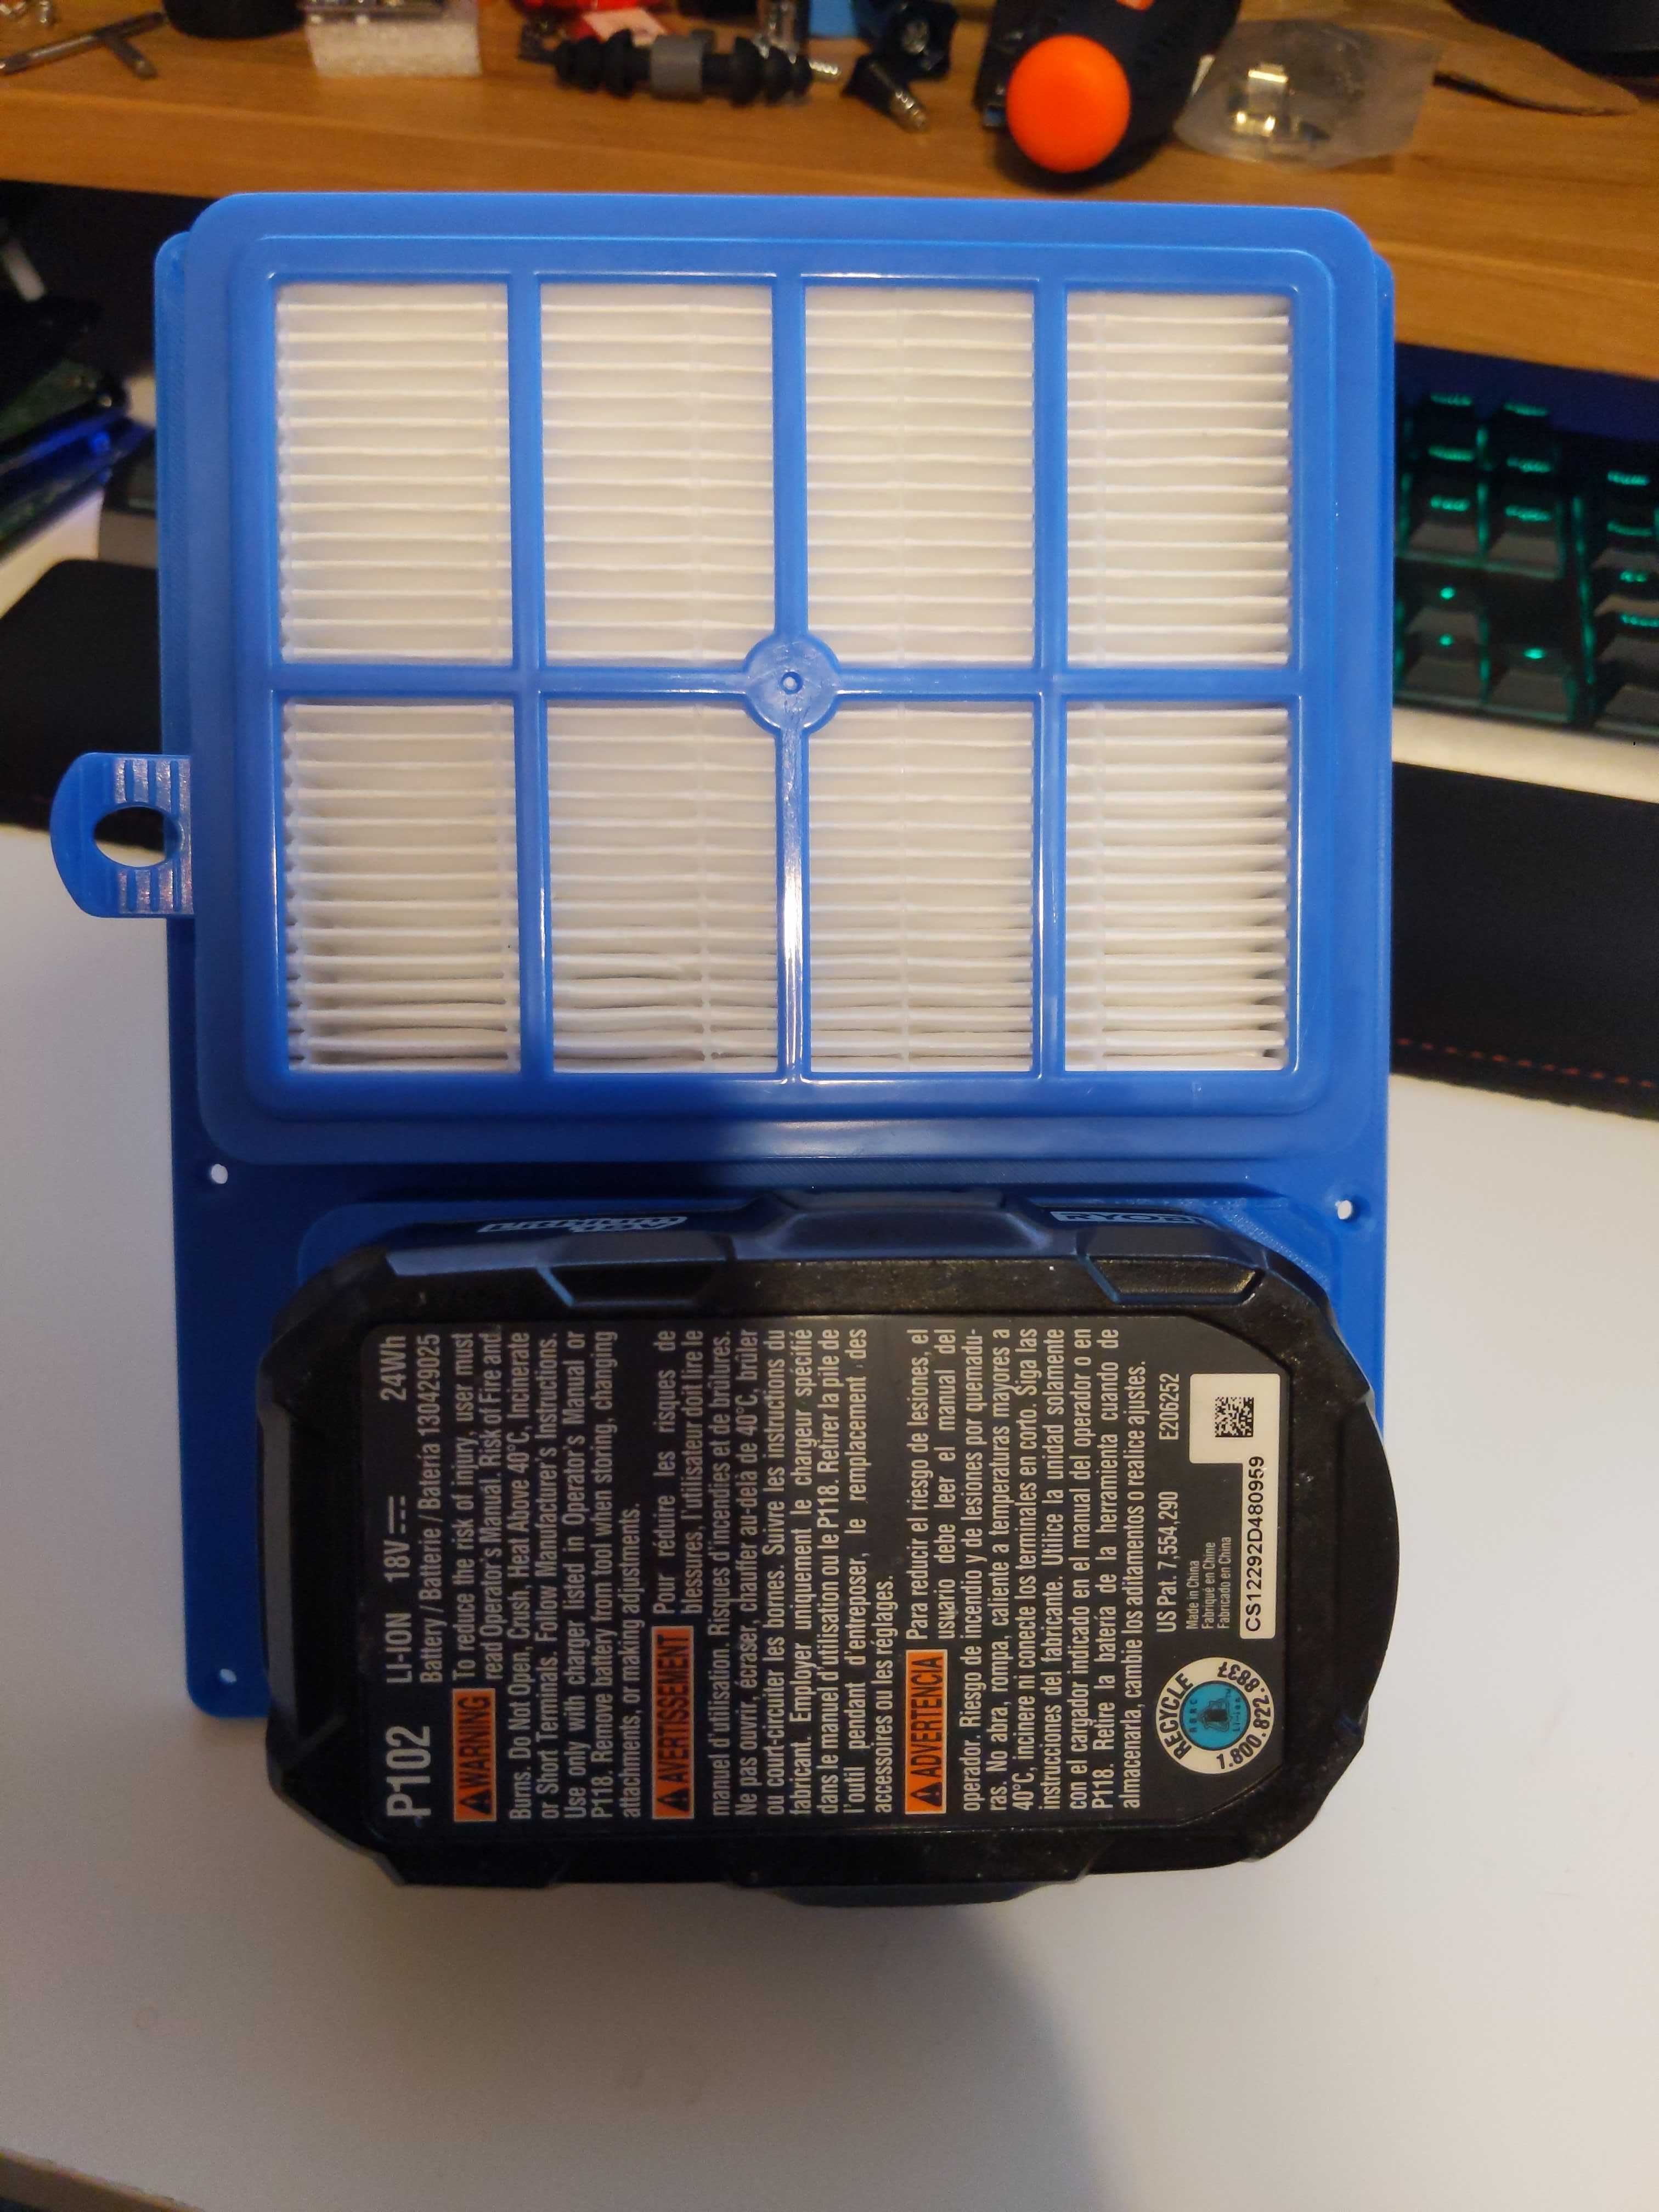 P102 LI-ION 18V 24Wh
Battery / Batterie / Batería 130429025
WARNING To reduce the risk of injury, user must
read Operator's Manual. Risk of Fire and
Burns. Do Not Open, Crush, Heat Above 40°C, Incinerate
or Short Terminals. Follow Manufacturer's Instructions.
Use only with charger listed in Operator's Manual or
P118. Remove battery from tool when storing, changing
attachments, or making adjustments.
AVERTISSEMENT Pour réduire les risques de
blessures, l'utilisateur doit lire le
manuel d'utilisation. Risques d'incendies et de brûlures.
Ne pas ouvrir, écraser, chauffer au-delà de 40°C, brûler
ou court-circuiter les bornes. Suivre les instructions du
fabricant. Employer uniquement le chargeur spécifié
dans le manuel d'utilisation ou le P118. Retirer la pile de
l'outil pendant d'entreposer, le remplacement des
accessoires ou les réglages.
ADVERTENCIA Para reducir el riesgo de lesiones, el
usuario debe leer el manual del
operador. Riesgo de incendio y de lesiones por quemadu-
ras. No abra, rompa, caliente a temperaturas mayores a
40°C, incinere ni conecte los terminales en corto. Siga las
instrucciones del fabricante. Utilice la unidad solamente
con el cargador indicado en el manual del operador o en
P118. Retire la batería de la herramienta cuando de
almacenarla, cambie los aditamentos o realice ajustes.
US Pat. 7,554,290 E206252
Made in China
Fabriqué en Chine
Fabricado en China
CS12292D480959
RECYCLE
1.800.822.8837
RYOBI